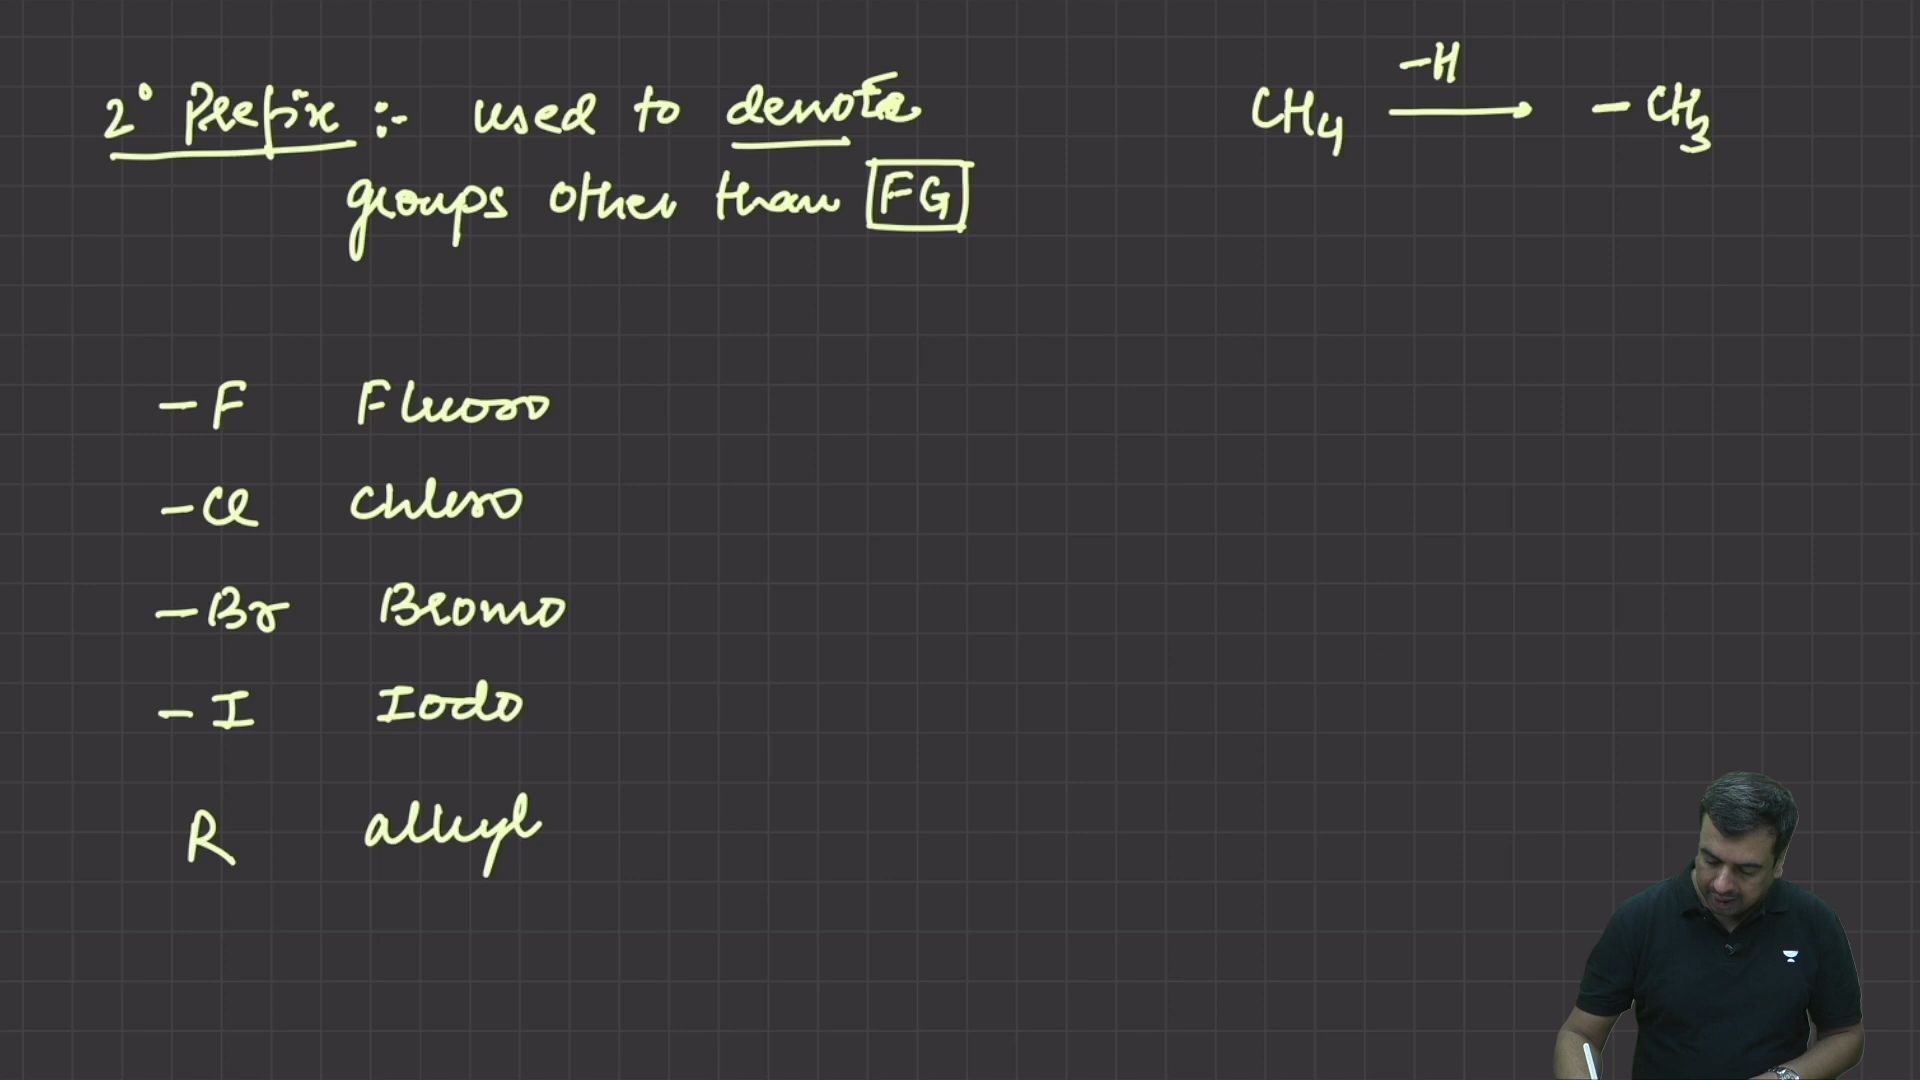 2° Prefix :- used to denote
groups other than FG
CH₄ –H⟶ –CH₃
–F Fluoro
–Cl Chloro
–Br Bromo
–I Iodo
R alkyl